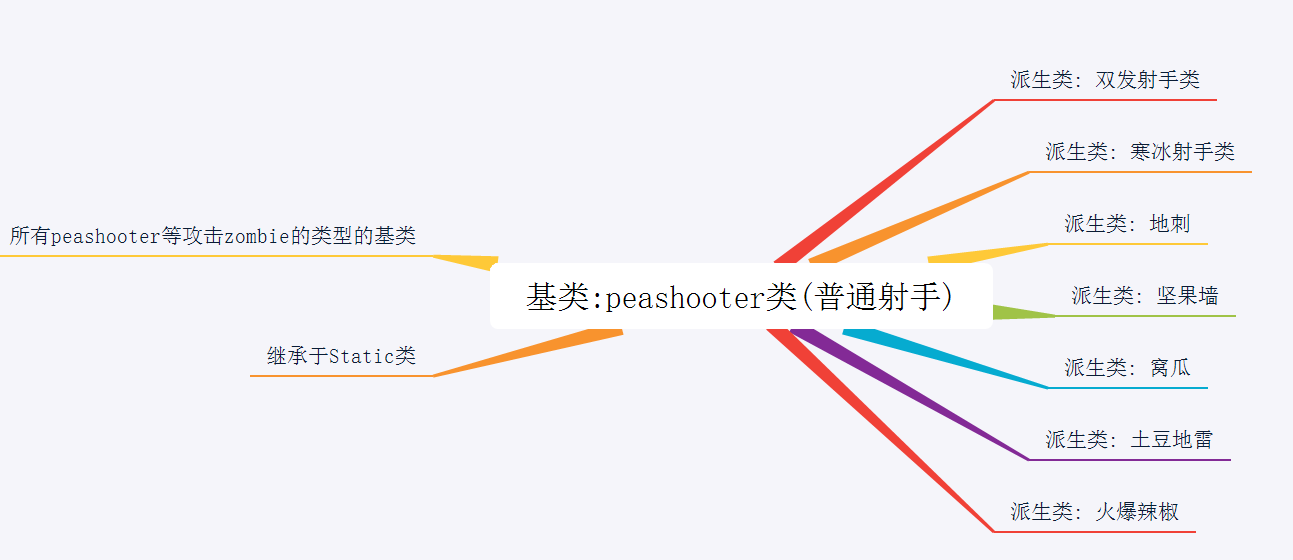 派生类: 双发射手类
派生类: 寒冰射手类
派生类: 地刺
所有peashooter等攻击zombie的类型的基类
基类:peashooter类(普通射手)
派生类: 坚果墙
继承于Static类
派生类: 窝瓜
派生类: 土豆地雷
派生类: 火爆辣椒